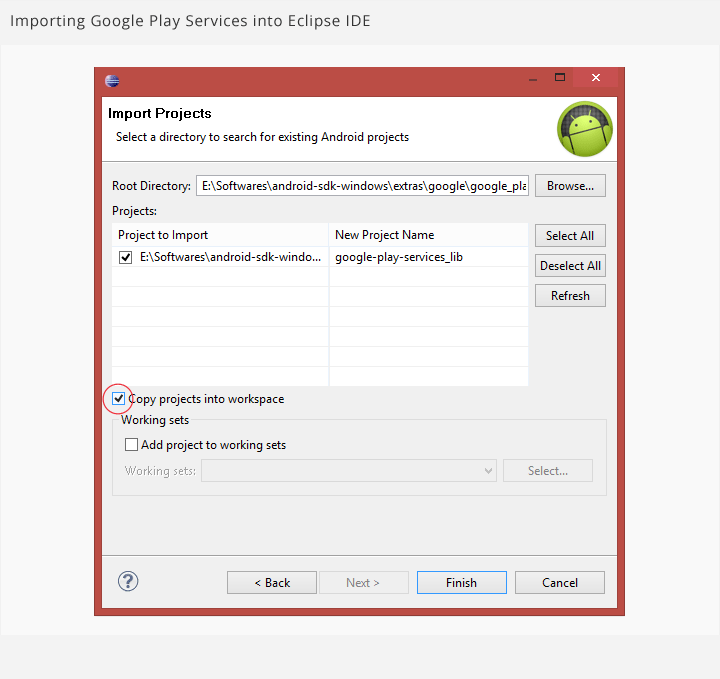 Importing Google Play Services into Eclipse IDE
Import Projects
Select a directory to search for existing Android projects
Root Directory: E:\Softwares\android-sdk-windows\extras\google\google_pla Browse...
Projects:
Project to Import New Project Name Select All
E:\Softwares\android-sdk-windo... google-play-services_lib Deselect All
Refresh
Copy projects into workspace
Working sets
Add project to working sets
Working sets: Select...
< Back Next > Finish Cancel